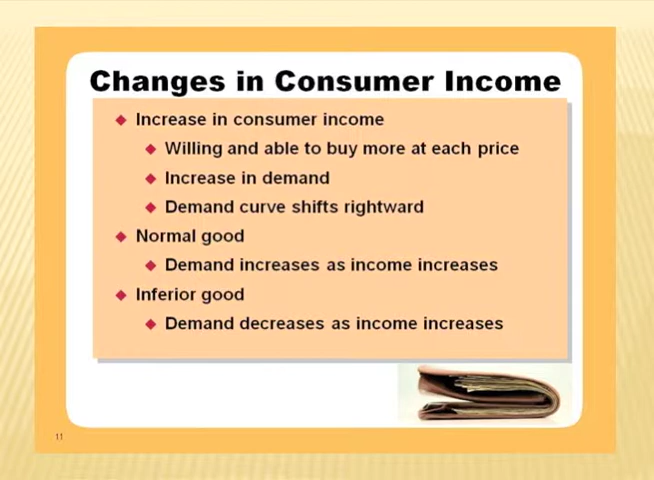 Changes in Consumer Income
Increase in consumer income
Willing and able to buy more at each price
Increase in demand
Demand curve shifts rightward
Normal good
Demand increases as income increases
Inferior good
Demand decreases as income increases
11